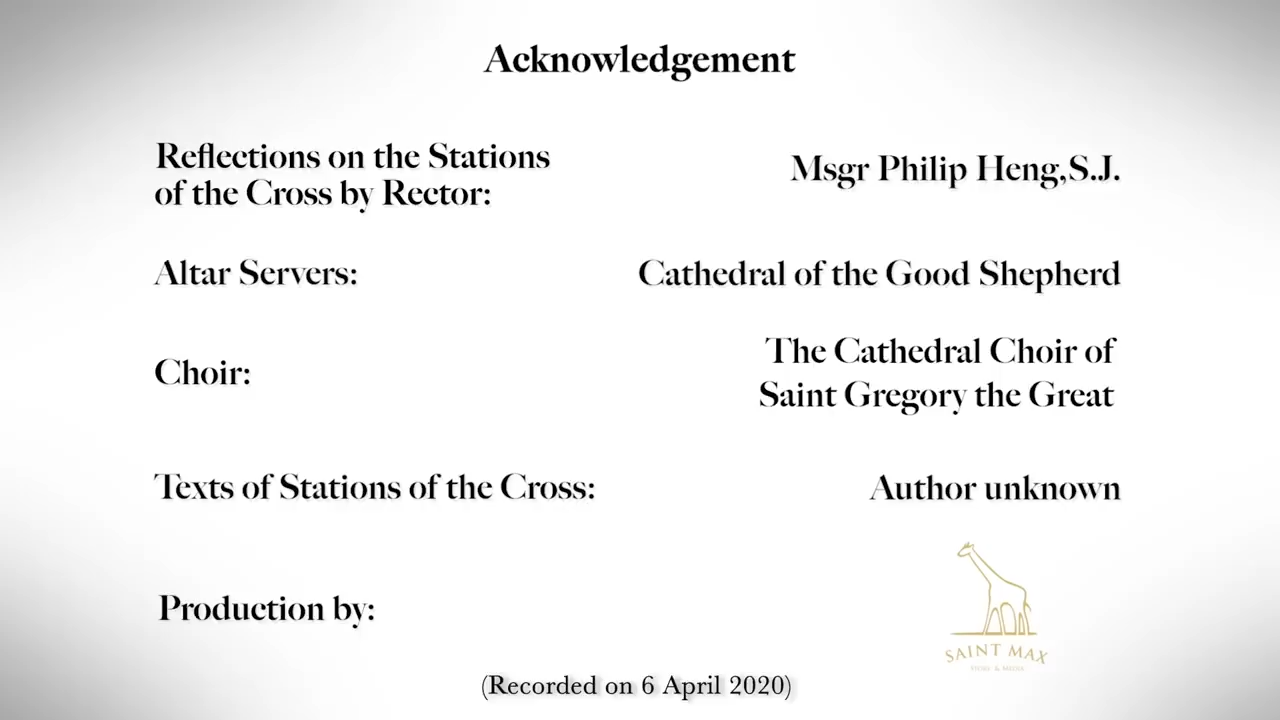 Acknowledgement
Reflections on the Stations
of the Cross by Rector:
Msgr Philip Heng,S.J.
Altar Servers:
Cathedral of the Good Shepherd
Choir:
The Cathedral Choir of
Saint Gregory the Great
Texts of Stations of the Cross:
Author unknown
Production by:
SAINT MAX
& MEDIA
(Recorded on 6 April 2020)